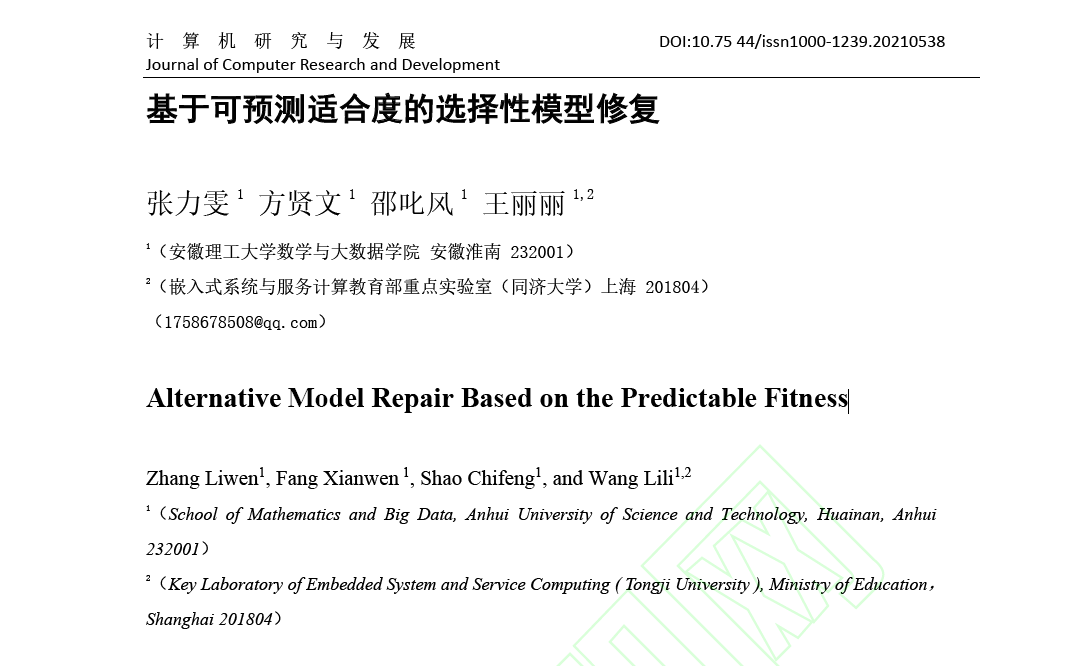 计 算 机 研 究 与 发 展 DOI:10.75 44/issn1000-1239.20210538
Journal of Computer Research and Development
基于可预测适合度的选择性模型修复
张力雯 1 方贤文 1 邵叱风 1 王丽丽 1,2
1（安徽理工大学数学与大数据学院 安徽淮南 232001）
2（嵌入式系统与服务计算教育部重点实验室（同济大学）上海 201804）
（1758678508@qq.com）
Alternative Model Repair Based on the Predictable Fitness
Zhang Liwen1, Fang Xianwen 1, Shao Chifeng1, and Wang Lili1,2
1（School of Mathematics and Big Data, Anhui University of Science and Technology, Huainan, Anhui
232001）
2（Key Laboratory of Embedded System and Service Computing ( Tongji University ), Ministry of Education，
Shanghai 201804）